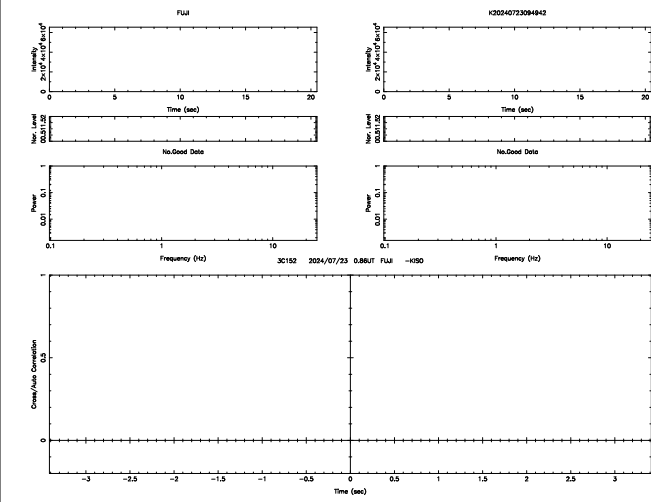 FUJI
K20240723094942
Intensity
0 2×10⁴ 4×10⁴ 6×10⁴
0 5 10 15 20
Time (sec)
Intensity
0 2×10⁴ 4×10⁴ 6×10⁴
0 5 10 15 20
Time (sec)
Nor. Level
00.511.52
Nor. Level
00.511.52
No.Good Data
No.Good Data
Power
0.01 0.1 1
0.1 1 10
Frequency (Hz)
Power
0.01 0.1 1
0.1 1 10
Frequency (Hz)
3C152 2024/07/23 0.86UT FUJI -KISO
Cross/Auto Correlation
0 0.5 1
-3 -2.5 -2 -1.5 -1 -0.5 0 0.5 1 1.5 2 2.5 3
Time (sec)